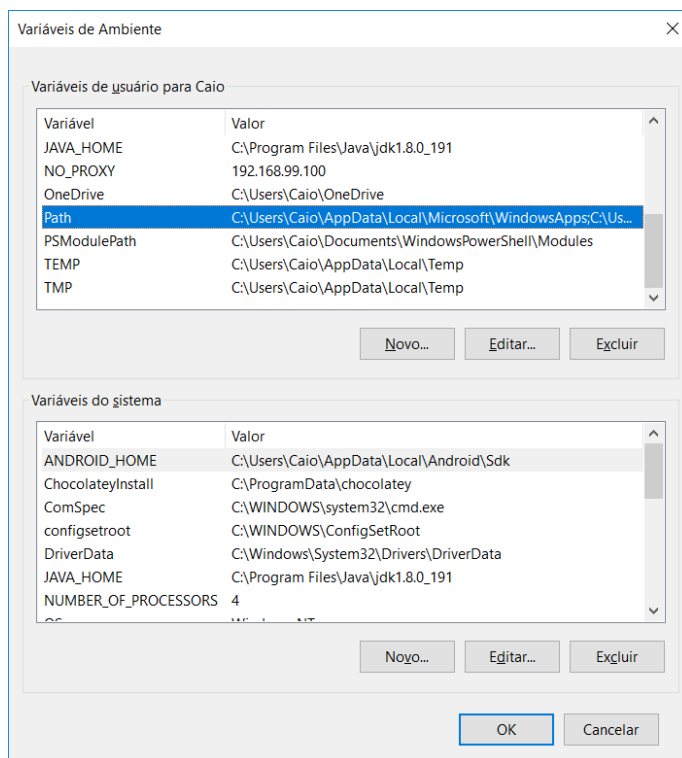 Variáveis de Ambiente
Variáveis de usuário para Caio
Variável Valor
JAVA_HOME C:\Program Files\Java\jdk1.8.0_191
NO_PROXY 192.168.99.100
OneDrive C:\Users\Caio\OneDrive
Path C:\Users\Caio\AppData\Local\Microsoft\WindowsApps;C:\Us...
PSModulePath C:\Users\Caio\Documents\WindowsPowerShell\Modules
TEMP C:\Users\Caio\AppData\Local\Temp
TMP C:\Users\Caio\AppData\Local\Temp
Novo... Editar... Excluir
Variáveis do sistema
Variável Valor
ANDROID_HOME C:\Users\Caio\AppData\Local\Android\Sdk
ChocolateyInstall C:\ProgramData\chocolatey
ComSpec C:\WINDOWS\system32\cmd.exe
configsetroot C:\WINDOWS\ConfigSetRoot
DriverData C:\Windows\System32\Drivers\DriverData
JAVA_HOME C:\Program Files\Java\jdk1.8.0_191
NUMBER_OF_PROCESSORS 4
Novo... Editar... Excluir
OK Cancelar